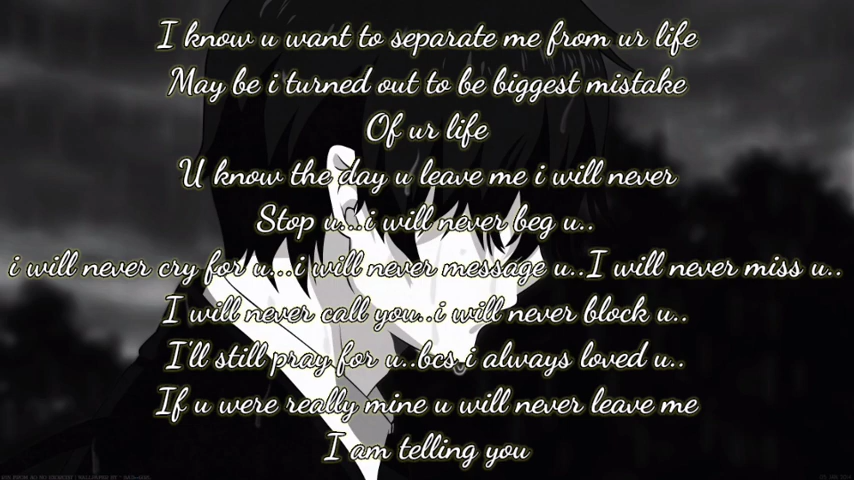 I know u want to separate me from ur life
May be i turned out to be biggest mistake
Of ur life
U know the day u leave me i will never
Stop u...i will never beg u..
i will never cry for u...i will never message u..I will never miss u..
I will never call you..i will never block u..
I'll still pray for u..bcs i always loved u..
If u were really mine u will never leave me
I am telling you